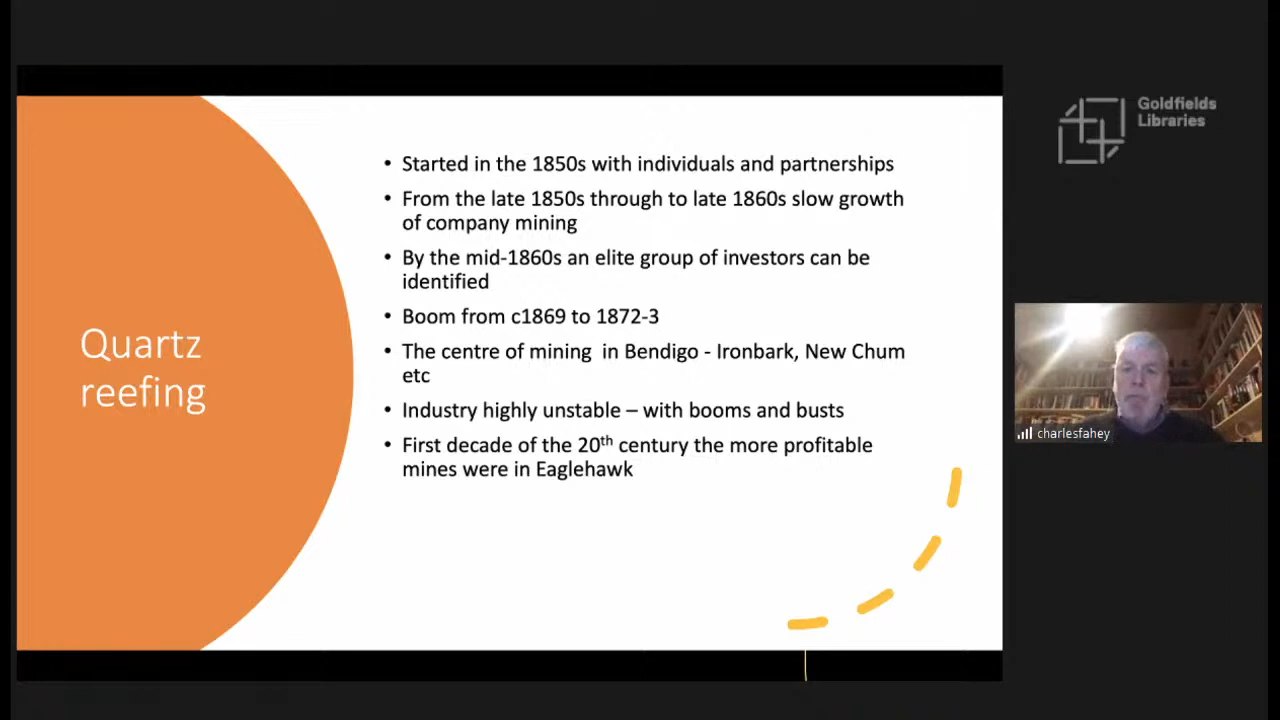 Quartz
reefing
• Started in the 1850s with individuals and partnerships
• From the late 1850s through to late 1860s slow growth
of company mining
• By the mid-1860s an elite group of investors can be
identified
• Boom from c1869 to 1872-3
• The centre of mining  in Bendigo - Ironbark, New Chum
etc
• Industry highly unstable – with booms and busts
• First decade of the 20th century the more profitable
mines were in Eaglehawk
Goldfields
Libraries
charlesfahey